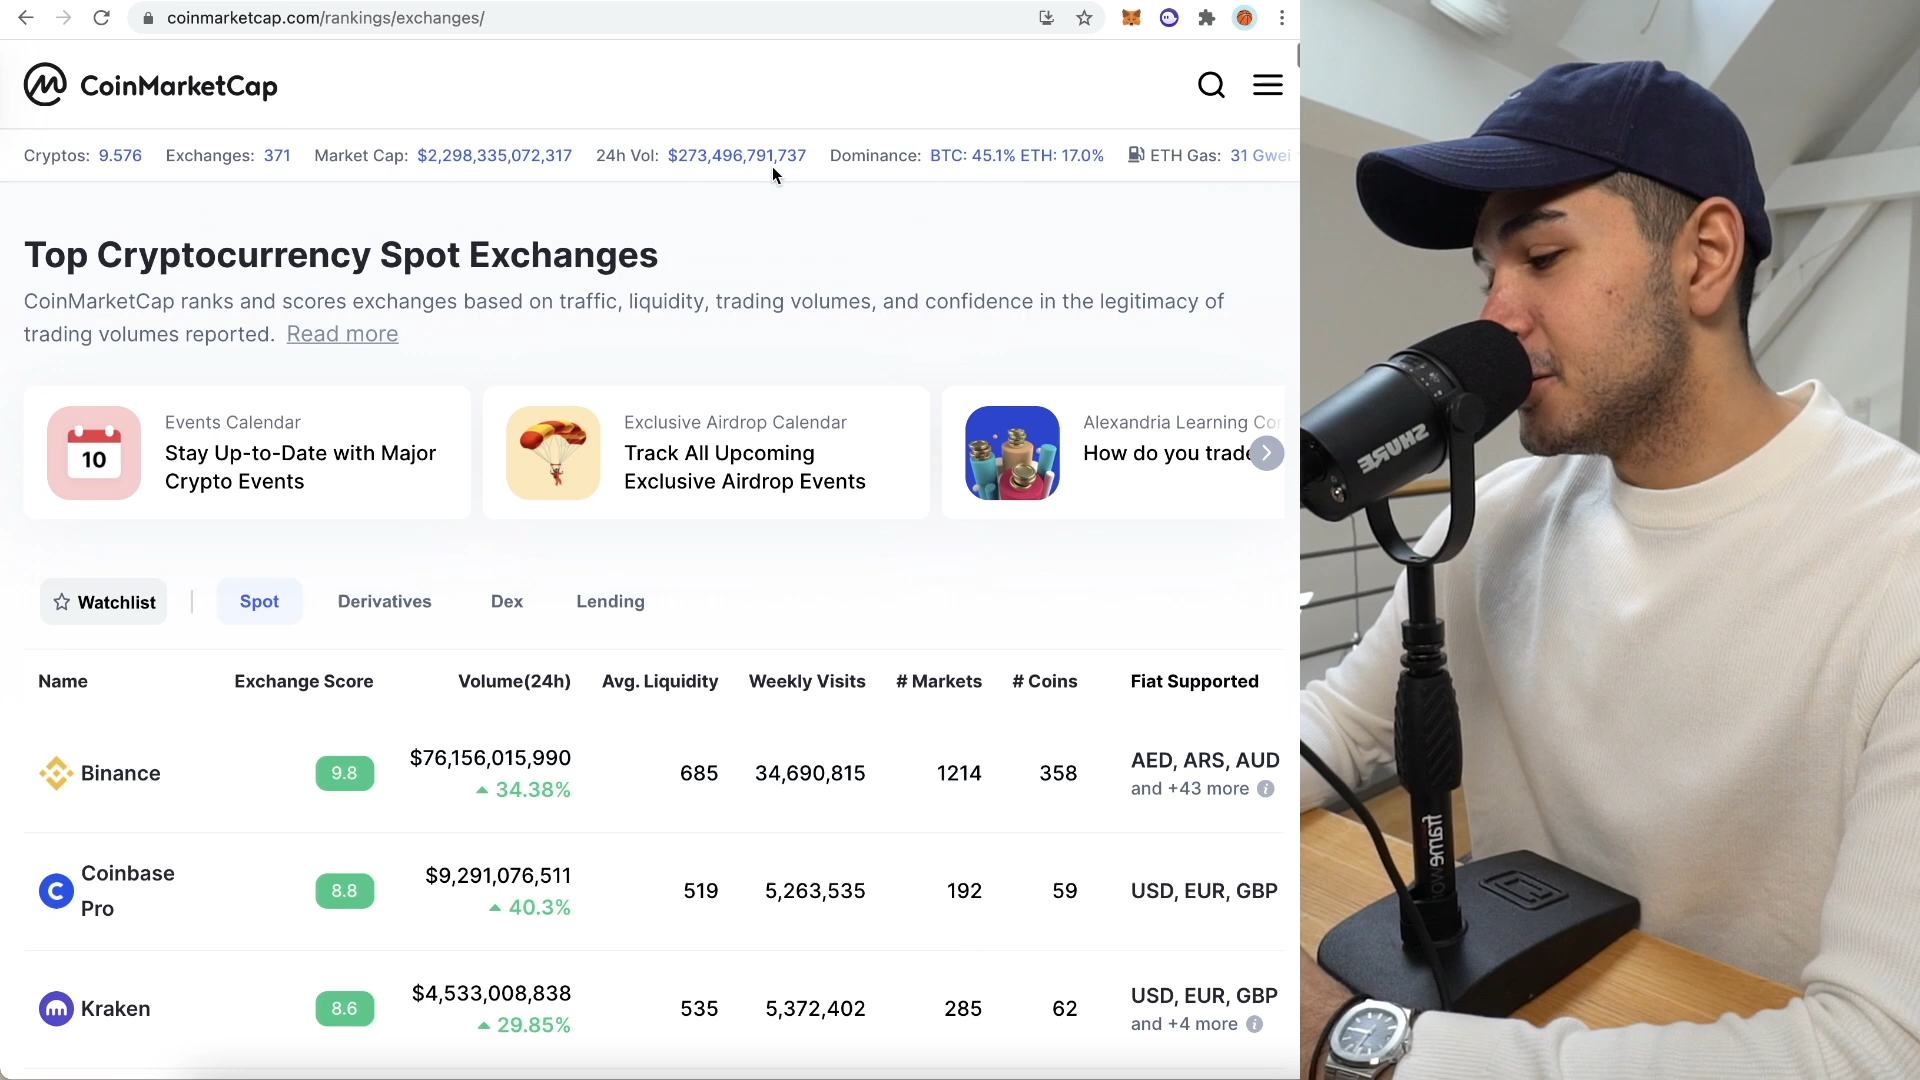 coinmarketcap.com/rankings/exchanges/
CoinMarketCap
Cryptos: 9.576 Exchanges: 371 Market Cap: $2,298,335,072,317 24h Vol: $273,496,791,737 Dominance: BTC: 45.1% ETH: 17.0% ETH Gas: 31 Gwei
Top Cryptocurrency Spot Exchanges
CoinMarketCap ranks and scores exchanges based on traffic, liquidity, trading volumes, and confidence in the legitimacy of
trading volumes reported. Read more
10
Events Calendar
Stay Up-to-Date with Major
Crypto Events
Exclusive Airdrop Calendar
Track All Upcoming
Exclusive Airdrop Events
Alexandria Learning Co
How do you trade
Watchlist Spot Derivatives Dex Lending
Name Exchange Score Volume(24h) Avg. Liquidity Weekly Visits # Markets # Coins Fiat Supported
Binance 9.8 $76,156,015,990 685 34,690,815 1214 358 AED, ARS, AUD
34.38% and +43 more
Coinbase
Pro 8.8 $9,291,076,511 519 5,263,535 192 59 USD, EUR, GBP
40.3%
Kraken 8.6 $4,533,008,838 535 5,372,402 285 62 USD, EUR, GBP
29.85% and +4 more
SHURE